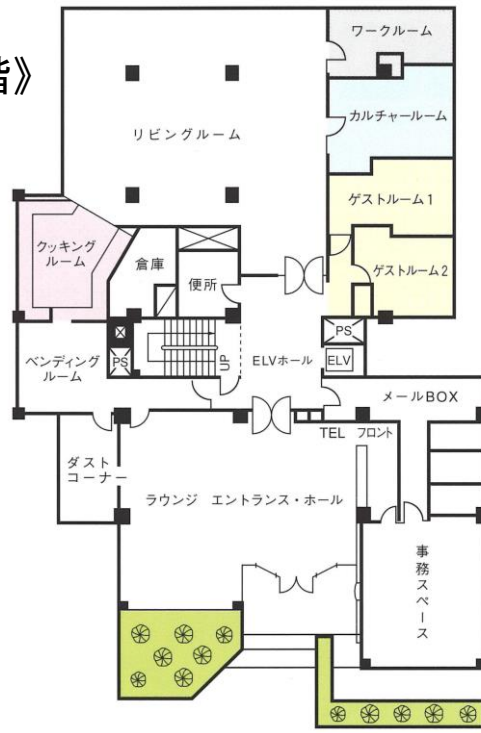 階》
ワークルーム
カルチャールーム
リビングルーム
ゲストルーム1
クッキング
ルーム
倉庫
便所
ゲストルーム2
PS
PS
ELV
UP
ELVホール
ベンディング
ルーム
メールBOX
TEL フロント
ダスト
コーナー
ラウンジ エントランス・ホール
事務スペース